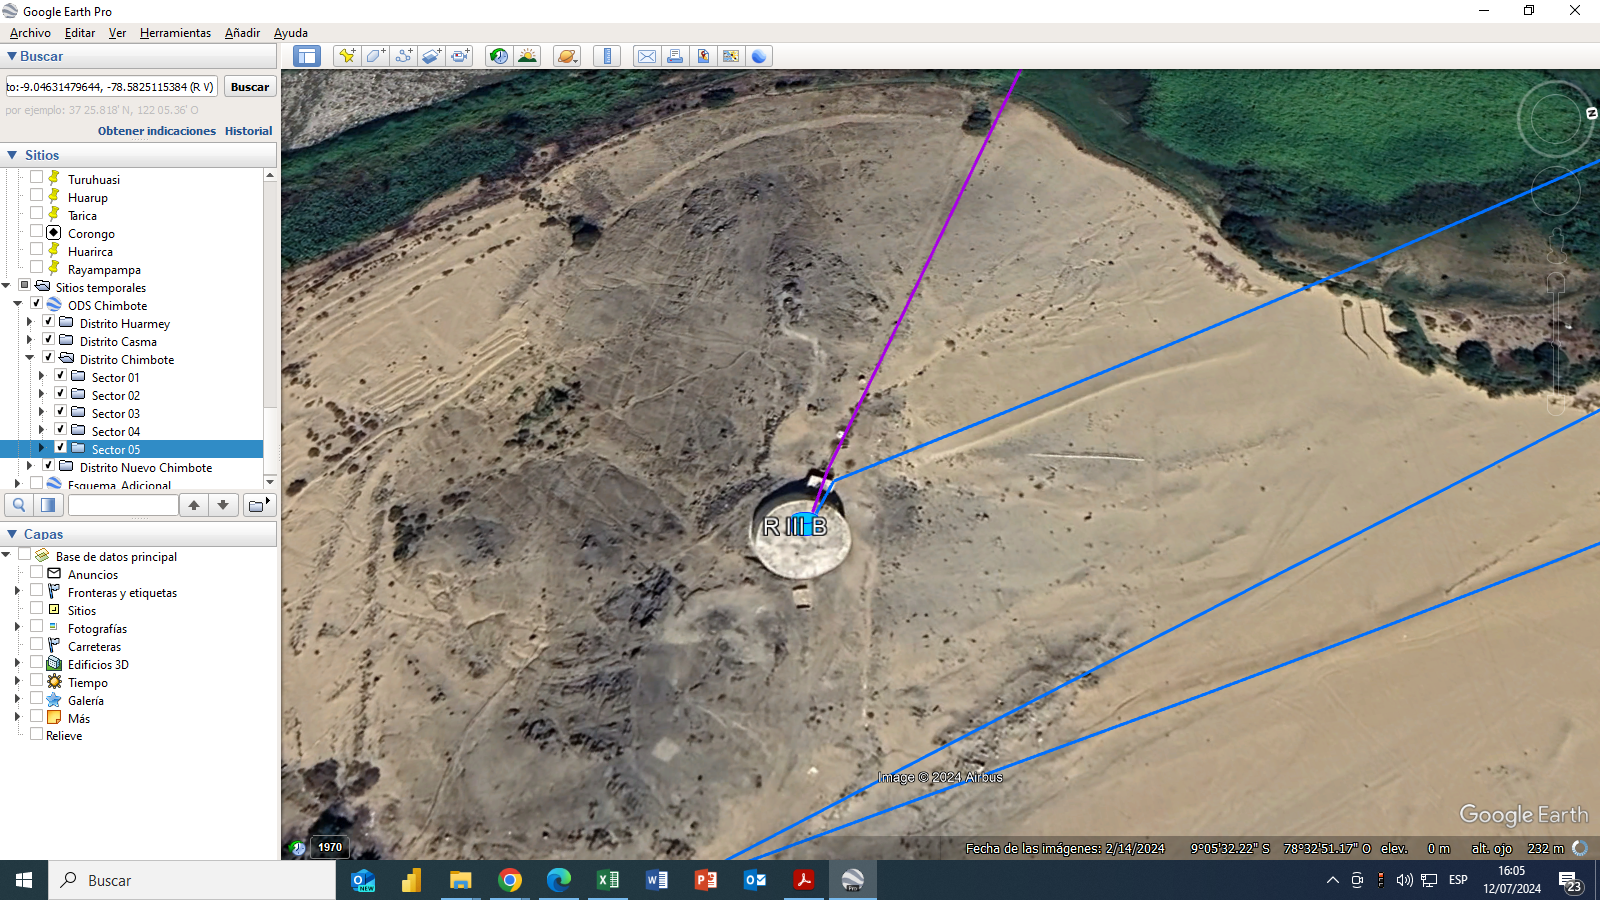 Google Earth Pro
Archivo Editar Ver Herramientas Añadir Ayuda
Buscar
to:-9.04631479644, -78.5825115384 (R V) Buscar
por ejemplo: 37 25.818' N, 122 05.36' O
Obtener indicaciones Historial
Sitios
Turuhuasi
Huarup
Tarica
Corongo
Huarirca
Rayampampa
Sitios temporales
ODS Chimbote
Distrito Huarmey
Distrito Casma
Distrito Chimbote
Sector 01
Sector 02
Sector 03
Sector 04
Sector 05
Distrito Nuevo Chimbote
Esquema_Adicional
Capas
Base de datos principal
Anuncios
Fronteras y etiquetas
Sitios
Fotografías
Carreteras
Edificios 3D
Tiempo
Galería
Más
Relieve
N
R III B
Image © 2024 Airbus
Google Earth
1970
Fecha de las imágenes: 2/14/2024 9°05'32.22" S 78°32'51.17" O elev. 0 m alt. ojo 232 m
Buscar
NEW
Pro
ESP
16:05
12/07/2024
23